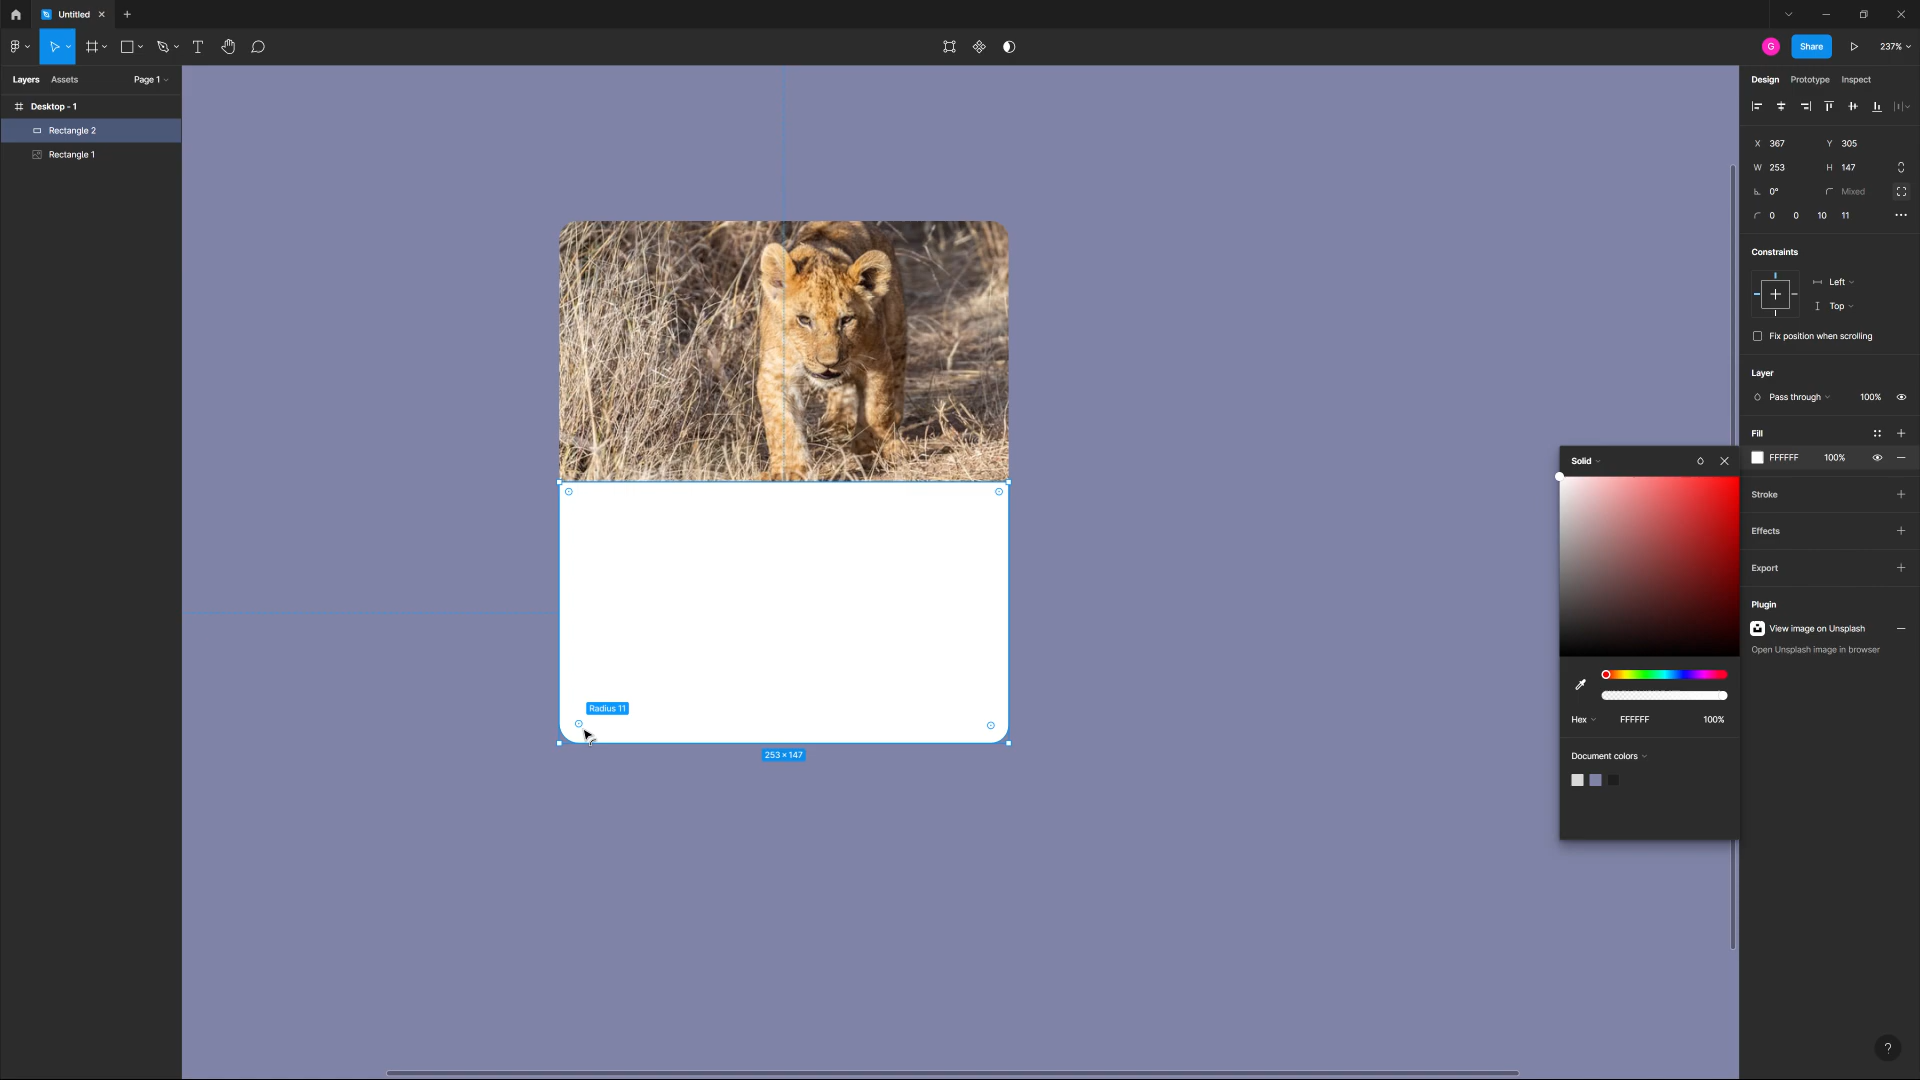 Untitled
Share
237%
Layers
Assets
Page 1
Design
Prototype
Inspect
Desktop - 1
Rectangle 2
Rectangle 1
X 367
Y 305
W 253
H 147
0°
Mixed
0 0 10 11
Constraints
Left
Top
Fix position when scrolling
Layer
Pass through
100%
Fill
FFFFFF
100%
Solid
Stroke
Effects
Export
Plugin
View image on Unsplash
Open Unsplash image in browser
Radius 11
253 × 147
Hex
FFFFFF
100%
Document colors
G
?